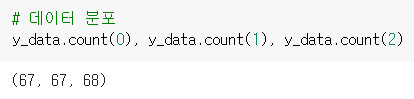 # 데이터 분포
y_data.count(0), y_data.count(1), y_data.count(2)
(67, 67, 68)